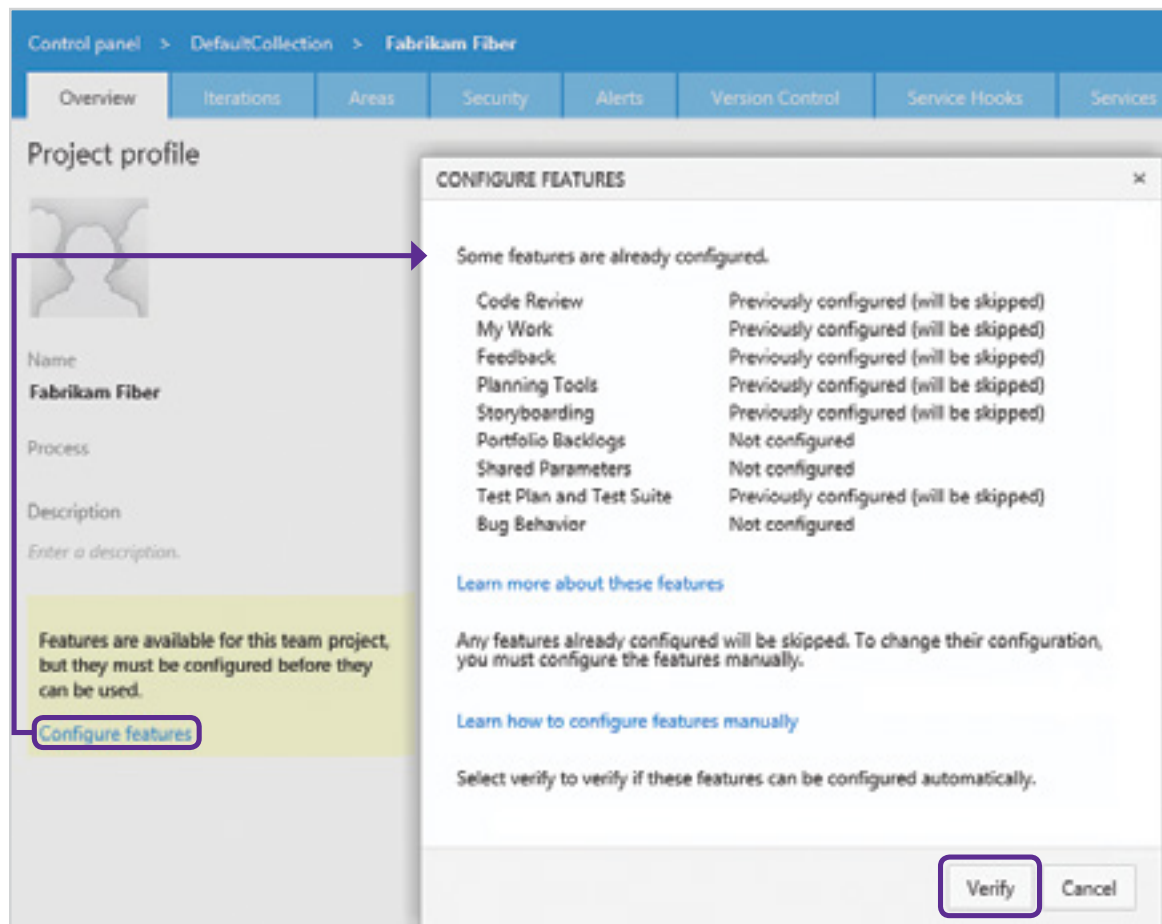 Control panel > DefaultCollection > Fabrikam Fiber
Overview Iterations Areas Security Alerts Version Control Service Hooks Services
Project profile
CONFIGURE FEATURES ×
Some features are already configured.
Code Review Previously configured (will be skipped)
My Work Previously configured (will be skipped)
Feedback Previously configured (will be skipped)
Planning Tools Previously configured (will be skipped)
Storyboarding Previously configured (will be skipped)
Portfolio Backlogs Not configured
Shared Parameters Not configured
Test Plan and Test Suite Previously configured (will be skipped)
Bug Behavior Not configured
Learn more about these features
Any features already configured will be skipped. To change their configuration,
you must configure the features manually.
Learn how to configure features manually
Select verify to verify if these features can be configured automatically.
Verify Cancel
Name
Fabrikam Fiber
Process
Description
Enter a description.
Features are available for this team project,
but they must be configured before they
can be used.
Configure features